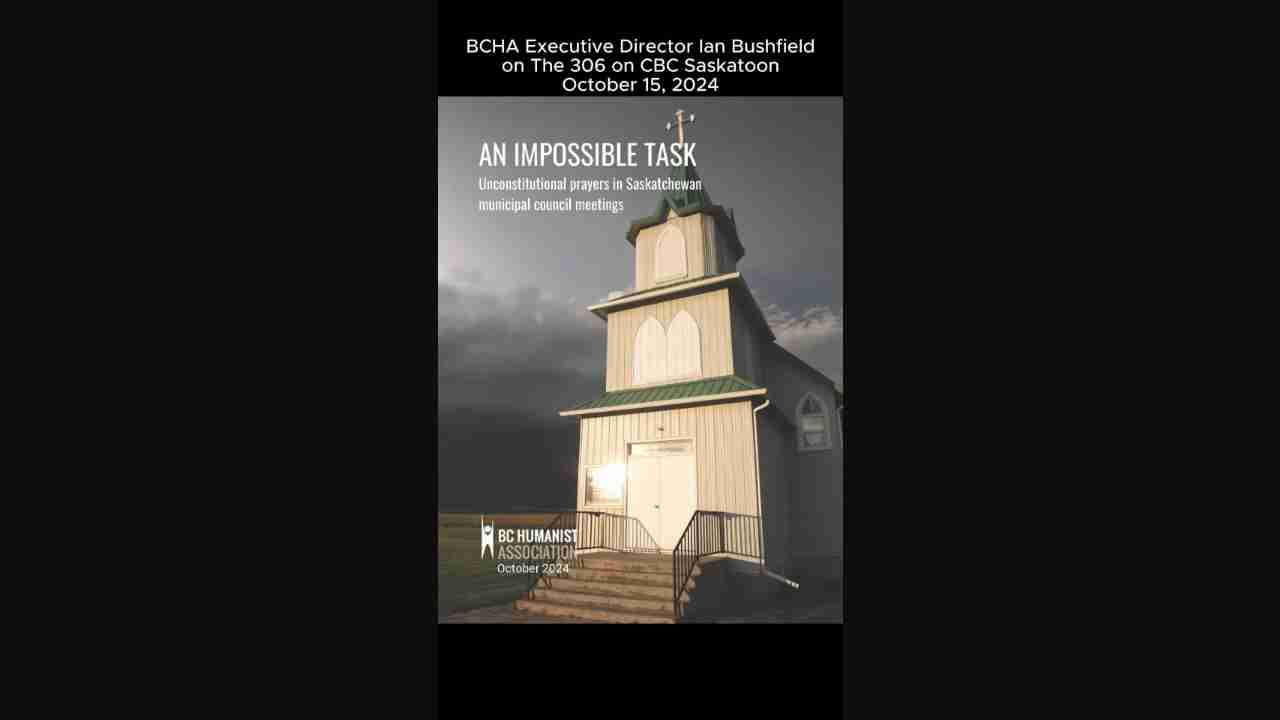 BCHA Executive Director Ian Bushfield
on The 306 on CBC Saskatoon
October 15, 2024
AN IMPOSSIBLE TASK
Unconstitutional prayers in Saskatchewan
municipal council meetings
BC HUMANIST
ASSOCIATION
October 2024